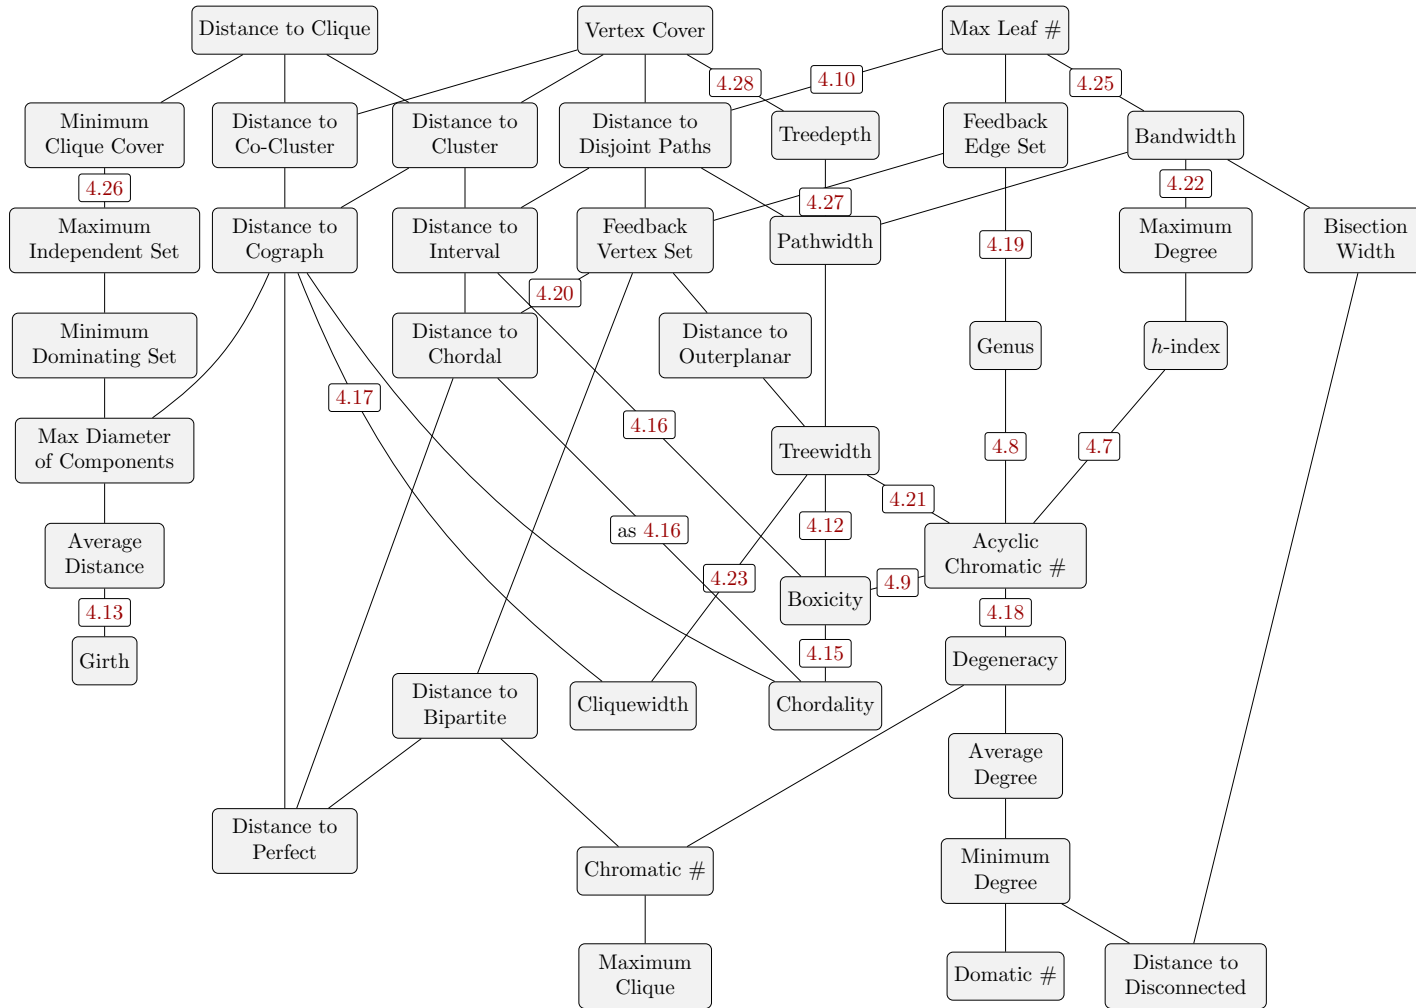 Distance to Clique
Vertex Cover
Max Leaf #
4.28
4.10
4.25
Minimum
Clique Cover
Distance to
Co-Cluster
Distance to
Cluster
Distance to
Disjoint Paths
Treedepth
Feedback
Edge Set
Bandwidth
4.26
4.27
4.22
Maximum
Independent Set
Distance to
Cograph
Distance to
Interval
Feedback
Vertex Set
Pathwidth
4.19
Maximum
Degree
Bisection
Width
4.20
Minimum
Dominating Set
Distance to
Chordal
Distance to
Outerplanar
Genus
h-index
4.17
4.16
Max Diameter
of Components
Treewidth
4.8
4.7
4.21
as 4.16
4.12
Average
Distance
Acyclic
Chromatic #
4.23
4.9
Boxicity
4.13
4.18
Girth
4.15
Degeneracy
Distance to
Bipartite
Cliquewidth
Chordality
Average
Degree
Distance to
Perfect
Chromatic #
Minimum
Degree
Maximum
Clique
Domatic #
Distance to
Disconnected